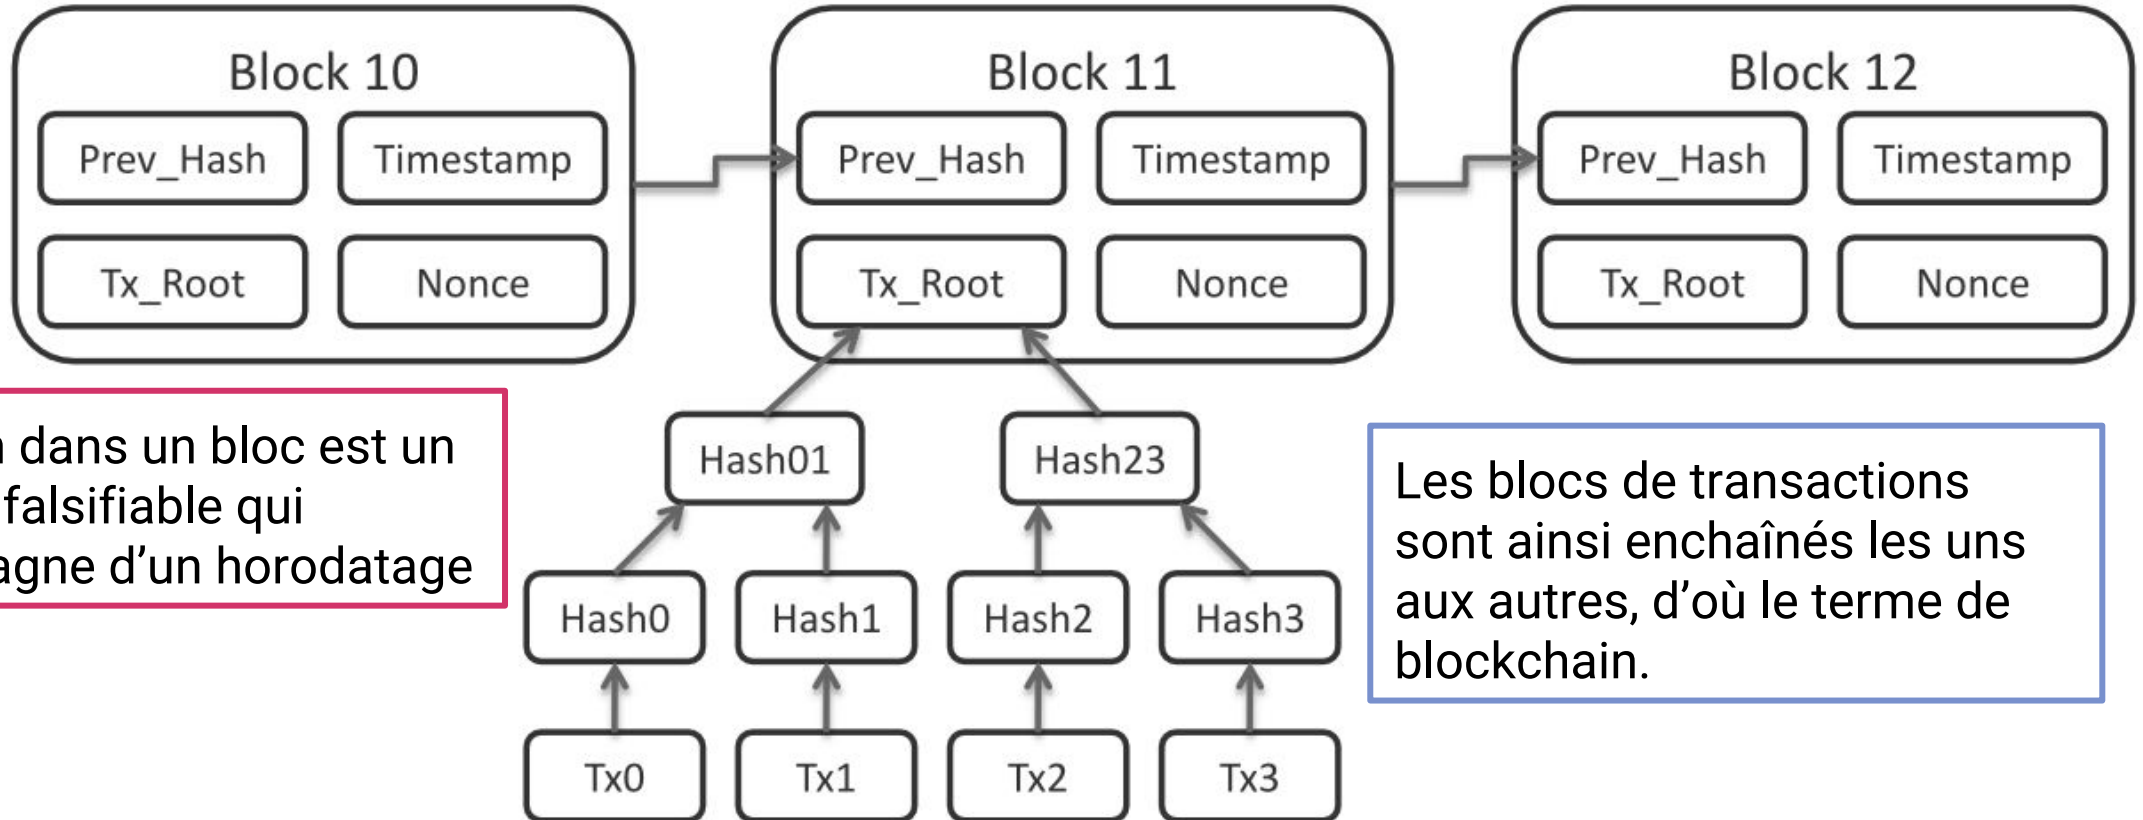 Block 10
Block 11
Block 12
Prev_Hash
Timestamp
Prev_Hash
Timestamp
Prev_Hash
Timestamp
Tx_Root
Nonce
Tx_Root
Nonce
Tx_Root
Nonce
dans un bloc est un
falsifiable qui
d’un horodatage
Hash01
Hash23
Les blocs de transactions
sont ainsi enchaînés les uns
aux autres, d’où le terme de
blockchain.
Hash0
Hash1
Hash2
Hash3
Tx0
Tx1
Tx2
Tx3